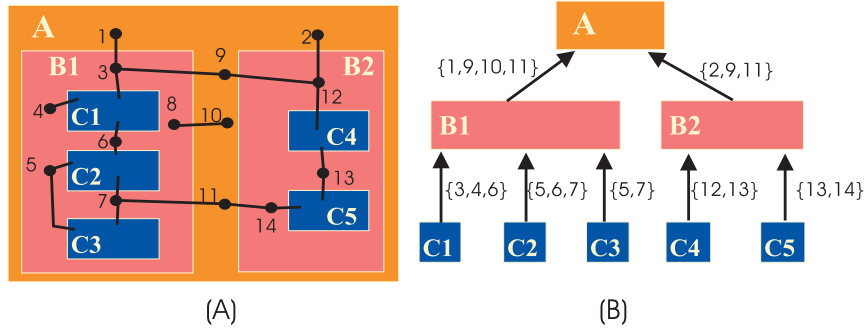 A
A
1
2
9
B1
B2
{1,9,10,11}
{2,9,11}
3
12
8
4
C1
10
C4
B1
B2
6
5
C2
13
{3,4,6}
{5,6,7}
{5,7}
{12,13}
{13,14}
7
11
C5
14
C3
C1
C2
C3
C4
C5
(A)
(B)